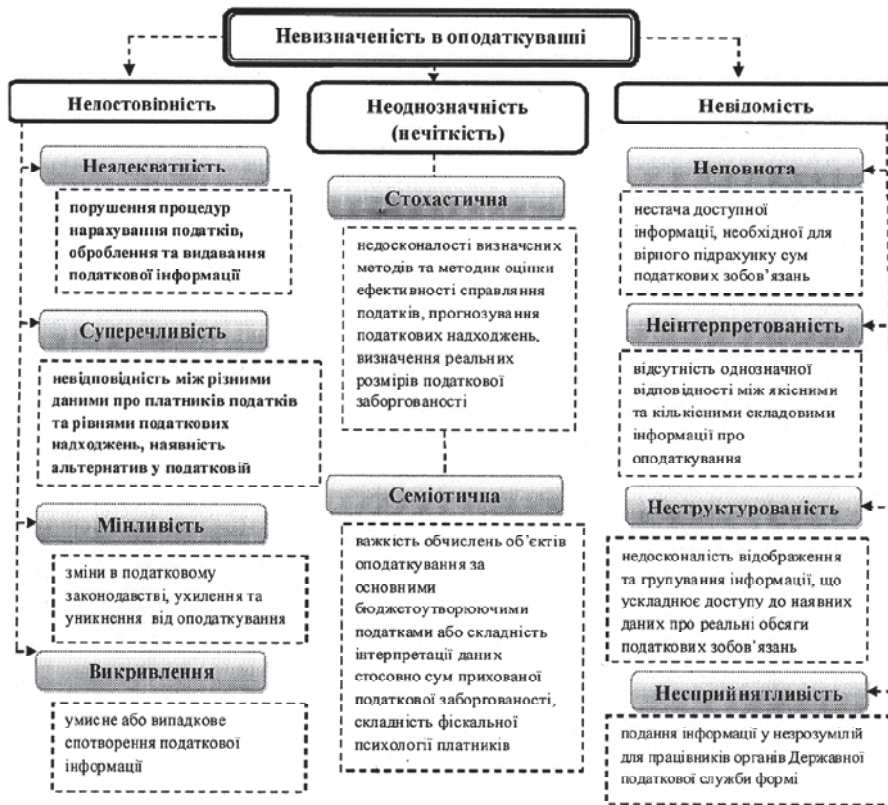 Невизначеність в оподаткуванні
Недостовірність
Неадекватність
порушення процедур
нарахування податків,
оброблення та видавання
податкової інформації
Суперечливість
невідповідність між різними
даними про платників податків
та рівнями податкових
надходжень, наявність
альтернатив у податковій
Мінливість
зміни в податковому
законодавстві, ухилення та
уникнення від оподаткування
Викривлення
умисне або випадкове
спотворення податкової
інформації
Неоднозначність
(нечіткість)
Стохастична
недосконалості визначених
методів та методик оцінки
ефективності справляння
податків, прогнозування
податкових надходжень,
визначення реальних
розмірів податкової
заборгованості
Семіотична
важкість обчислень об’єктів
оподаткування за
основними
бюджетоутворюючими
податками або складність
інтерпретації даних
стосовно сум прихованої
податкової заборгованості,
складність фіскальної
психології платників
Невідомість
Неповнота
нестача доступної
інформації, необхідної для
вірного підрахунку сум
податкових зобов’язань
Неінтерпретованість
відсутність однозначної
відповідності між якісними
та кількісними складовими
інформації про
оподаткування
Неструктурованість
недосконалість відображення
та групування інформації, що
ускладнює доступу до наявних
даних про реальні обсяги
податкових зобов’язань
Несприйнятливість
подання інформації у незрозумілій
для працівників органів Державної
податкової служби формі